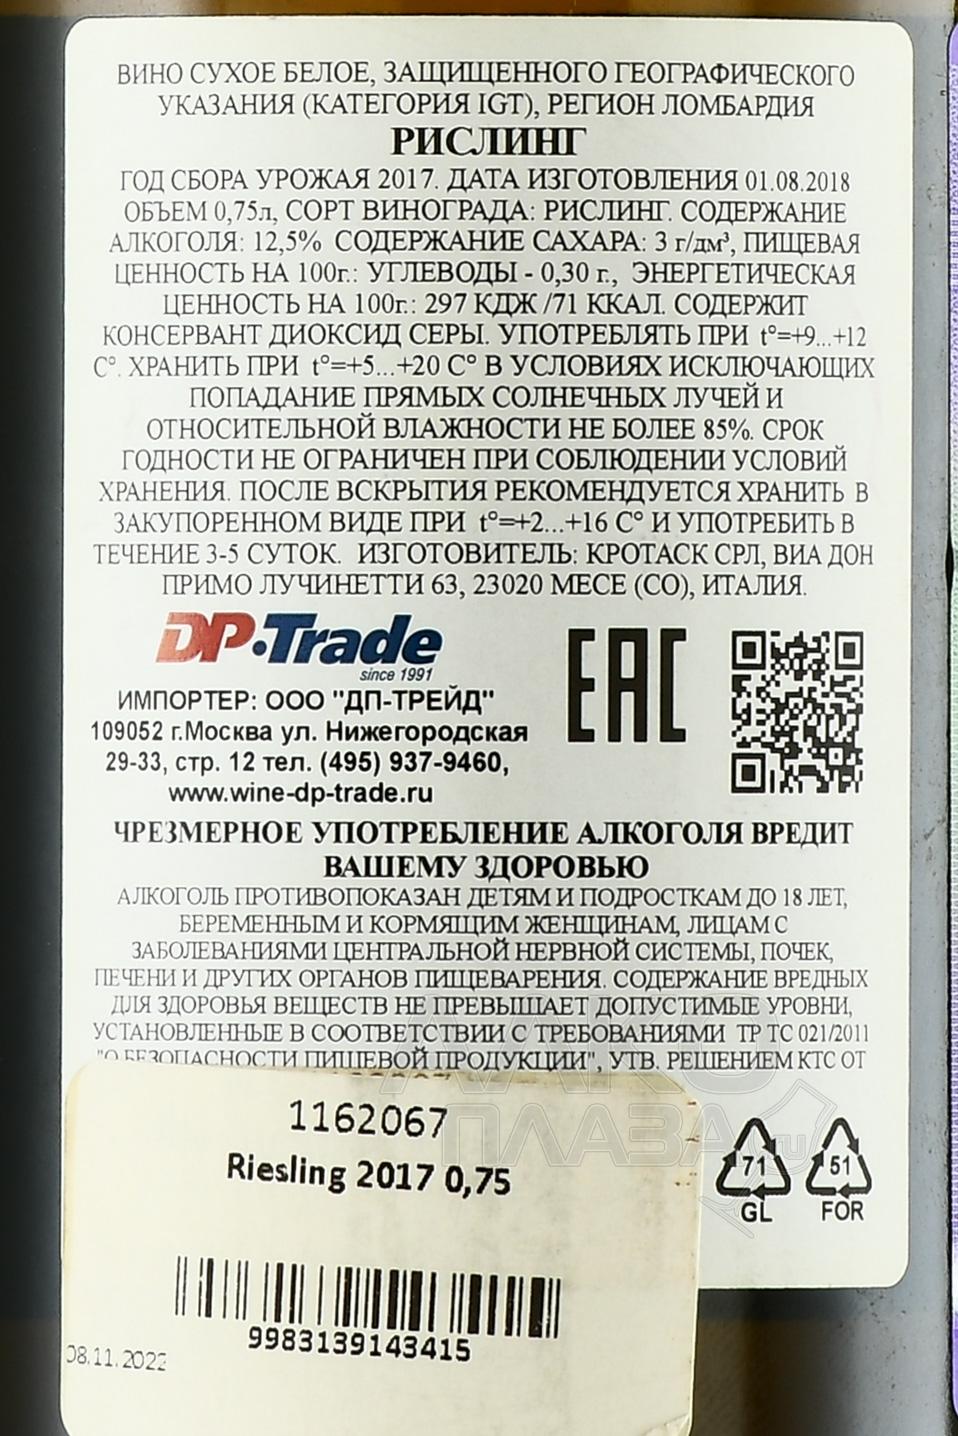 ВИНО СУХОЕ БЕЛОЕ, ЗАЩИЩЕННОГО ГЕОГРАФИЧЕСКОГО
УКАЗАНИЯ (КАТЕГОРИЯ IGT), РЕГИОН ЛОМБАРДИЯ
РИСЛИНГ
ГОД СБОРА УРОЖАЯ 2017. ДАТА ИЗГОТОВЛЕНИЯ 01.08.2018
ОБЪЕМ 0,75л, СОРТ ВИНОГРАДА: РИСЛИНГ. СОДЕРЖАНИЕ
АЛКОГОЛЯ: 12,5% СОДЕРЖАНИЕ САХАРА: 3 г/дм³, ПИЩЕВАЯ
ЦЕННОСТЬ НА 100г.: УГЛЕВОДЫ - 0,30 г., ЭНЕРГЕТИЧЕСКАЯ
ЦЕННОСТЬ НА 100г.: 297 КДЖ /71 ККАЛ. СОДЕРЖИТ
КОНСЕРВАНТ ДИОКСИД СЕРЫ. УПОТРЕБЛЯТЬ ПРИ t°=+9...+12
С°. ХРАНИТЬ ПРИ t°=+5...+20 С° В УСЛОВИЯХ ИСКЛЮЧАЮЩИХ
ПОПАДАНИЕ ПРЯМЫХ СОЛНЕЧНЫХ ЛУЧЕЙ И
ОТНОСИТЕЛЬНОЙ ВЛАЖНОСТИ НЕ БОЛЕЕ 85%. СРОК
ГОДНОСТИ НЕ ОГРАНИЧЕН ПРИ СОБЛЮДЕНИИ УСЛОВИЙ
ХРАНЕНИЯ. ПОСЛЕ ВСКРЫТИЯ РЕКОМЕНДУЕТСЯ ХРАНИТЬ В
ЗАКУПОРЕННОМ ВИДЕ ПРИ t°=+2...+16 С° И УПОТРЕБИТЬ В
ТЕЧЕНИЕ 3-5 СУТОК. ИЗГОТОВИТЕЛЬ: КРОТАСК СРЛ, ВИА ДОН
ПРИМО ЛУЧИНЕТТИ 63, 23020 МЕСЕ (СО), ИТАЛИЯ.
DP·Trade
since 1991
EAC
ИМПОРТЕР: ООО "ДП-ТРЕЙД"
109052 г.Москва ул. Нижегородская
29-33, стр. 12 тел. (495) 937-9460,
www.wine-dp-trade.ru
ЧРЕЗМЕРНОЕ УПОТРЕБЛЕНИЕ АЛКОГОЛЯ ВРЕДИТ
ВАШЕМУ ЗДОРОВЬЮ
АЛКОГОЛЬ ПРОТИВОПОКАЗАН ДЕТЯМ И ПОДРОСТКАМ ДО 18 ЛЕТ,
БЕРЕМЕННЫМ И КОРМЯЩИМ ЖЕНЩИНАМ, ЛИЦАМ С
ЗАБОЛЕВАНИЯМИ ЦЕНТРАЛЬНОЙ НЕРВНОЙ СИСТЕМЫ, ПОЧЕК,
ПЕЧЕНИ И ДРУГИХ ОРГАНОВ ПИЩЕВАРЕНИЯ. СОДЕРЖАНИЕ ВРЕДНЫХ
ДЛЯ ЗДОРОВЬЯ ВЕЩЕСТВ НЕ ПРЕВЫШАЕТ ДОПУСТИМЫЕ УРОВНИ,
УСТАНОВЛЕННЫЕ В СООТВЕТСТВИИ С ТРЕБОВАНИЯМИ ТР ТС 021/2011
"О БЕЗОПАСНОСТИ ПИЩЕВОЙ ПРОДУКЦИИ", УТВ. РЕШЕНИЕМ КТС ОТ
АЛКО
ПЛАЗА.ru
71
GL
51
FOR
1162067
Riesling 2017 0,75
9983139143415
08.11.2022